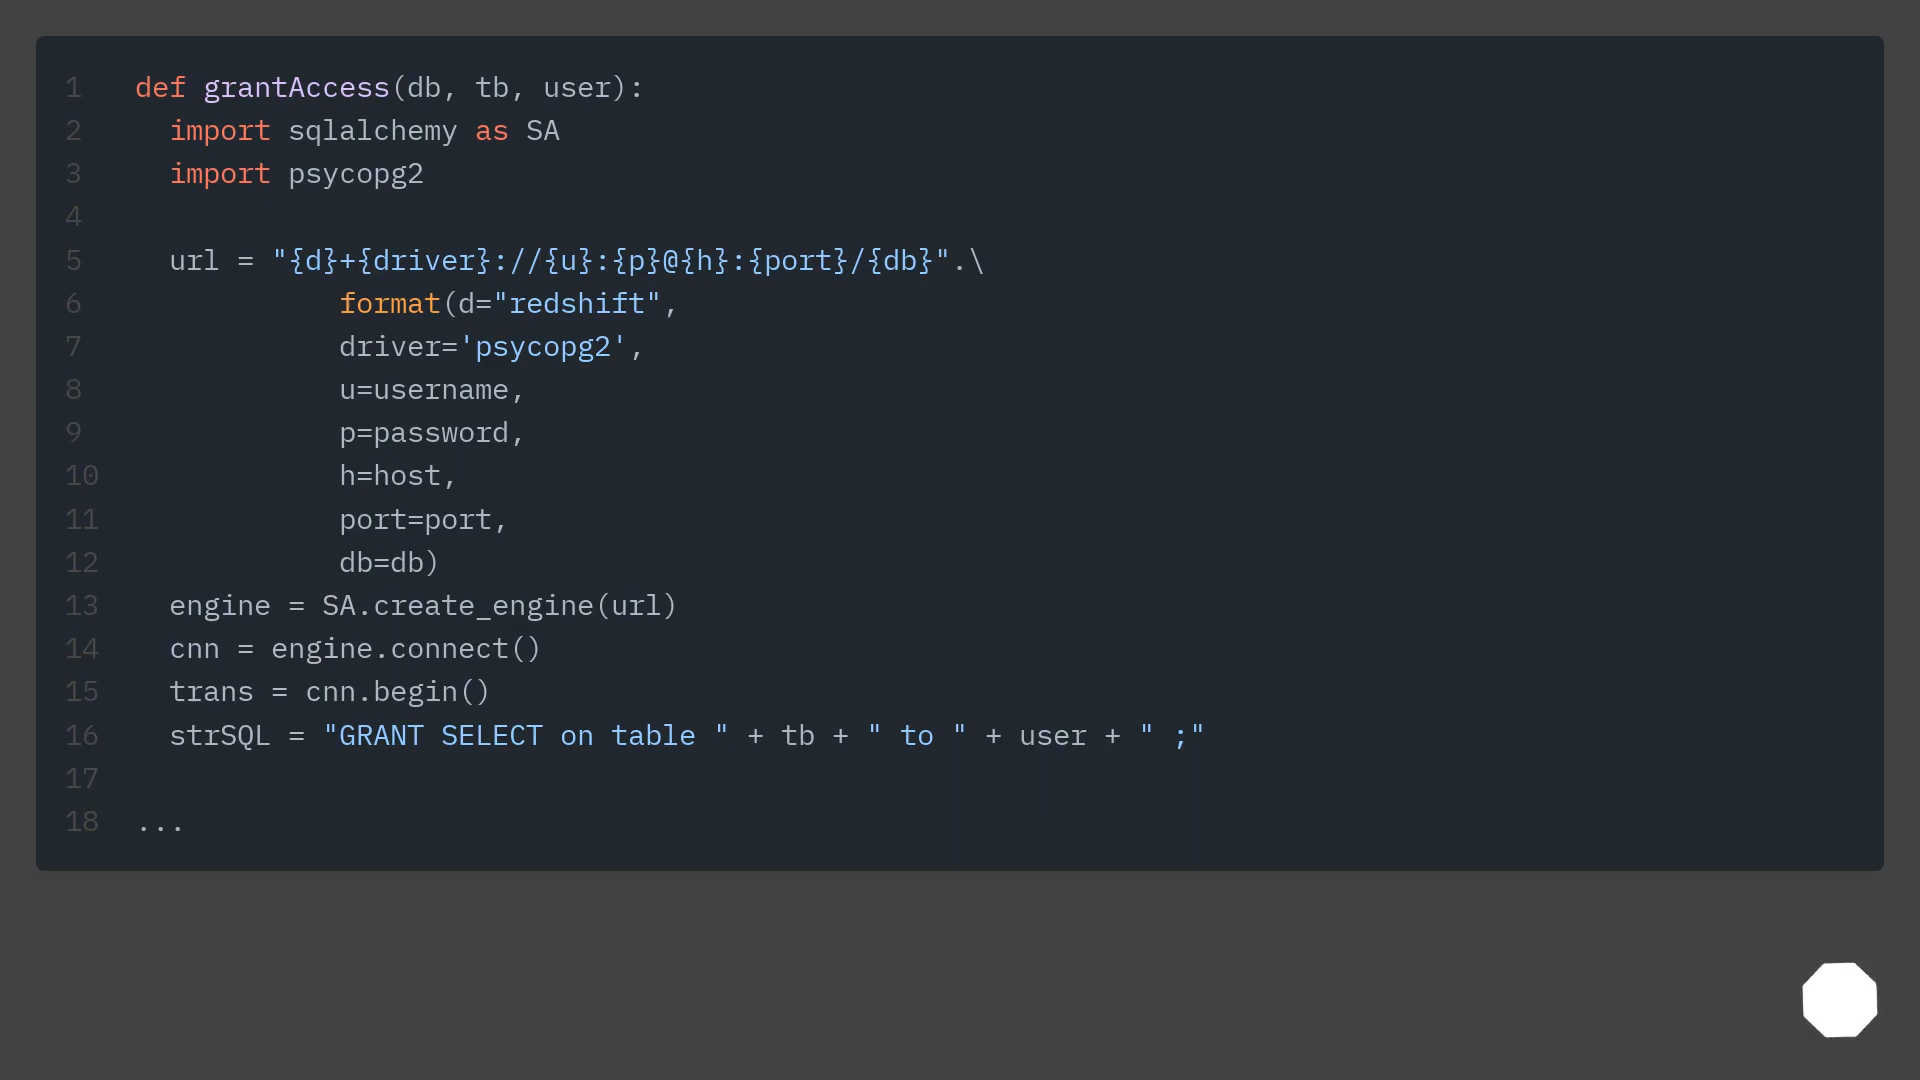 1 def grantAccess(db, tb, user):
2 import sqlalchemy as SA
3 import psycopg2
4
5 url = "{d}+{driver}://{u}:{p}@{h}:{port}/{db}".\
6 format(d="redshift",
7 driver='psycopg2',
8 u=username,
9 p=password,
10 h=host,
11 port=port,
12 db=db)
13 engine = SA.create_engine(url)
14 cnn = engine.connect()
15 trans = cnn.begin()
16 strSQL = "GRANT SELECT on table " + tb + " to " + user + " ;"
17
18 ...